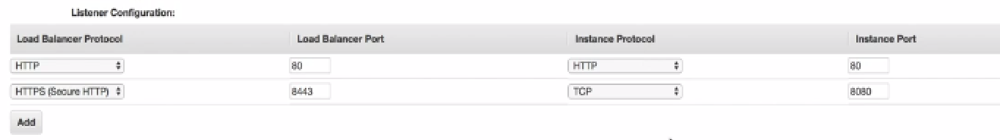 Listener Configuration:
Load Balancer Protocol Load Balancer Port Instance Protocol Instance Port
HTTP 80 HTTP 80
HTTPS (Secure HTTP) 8443 TCP 8080
Add